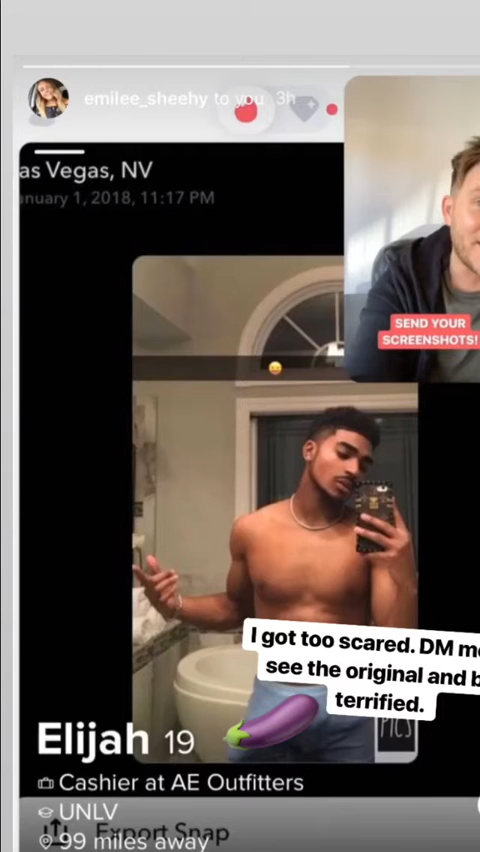 emilee_sheehy to you 3h
as Vegas, NV
nuary 1, 2018, 11:17 PM
SEND YOUR
SCREENSHOTS!
I got too scared. DM m
see the original and b
terrified.
PICS
Elijah 19
Cashier at AE Outfitters
UNLV
Export Snap
99 miles away